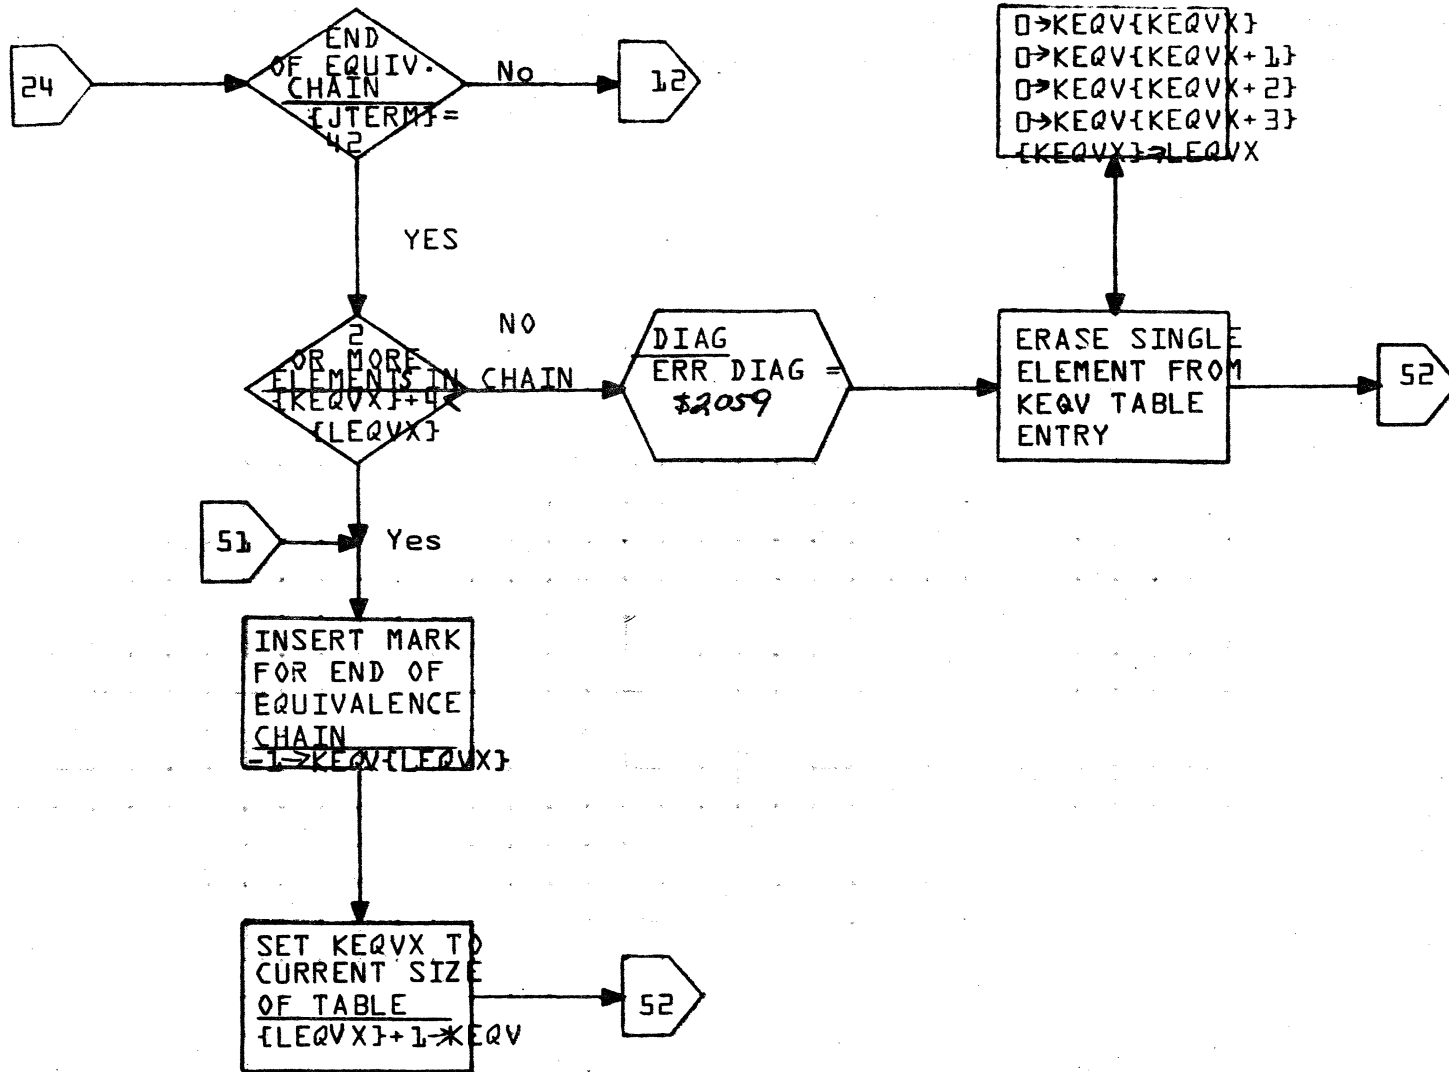 24
END
OF EQUIV.
CHAIN
{JTERM}=
42
No
12
0→KEQV{KEQVX}
0→KEQV{KEQVX+1}
0→KEQV{KEQVX+2}
0→KEQV{KEQVX+3}
{KEQVX}→LEQVX
YES
2
OR MORE
ELEMENTS IN CHAIN
{KEQVX}+4<
{LEQVX}
NO
DIAG
ERR DIAG =
$2059
ERASE SINGLE
ELEMENT FROM
KEQV TABLE
ENTRY
52
51
Yes
INSERT MARK
FOR END OF
EQUIVALENCE
CHAIN
-1→KEQV{LEQVX}
SET KEQVX TO
CURRENT SIZE
OF TABLE
{LEQVX}+1→KEQV
52